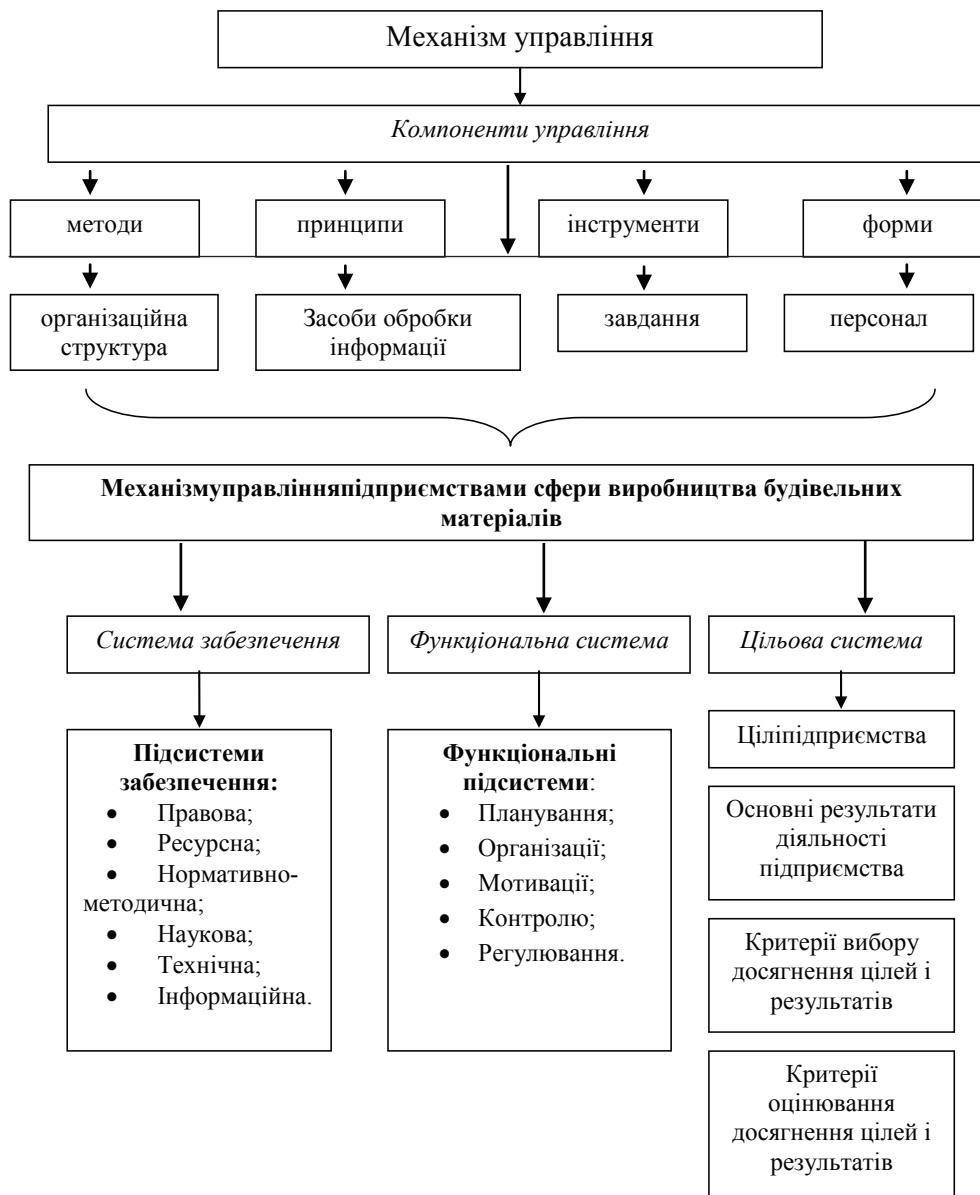 Механізм управління
Компоненти управління
методи
принципи
інструменти
форми
організаційна
структура
Засоби обробки
інформації
завдання
персонал
Механізмуправлінняпідприємствами сфери виробництва будівельних
матеріалів
Система забезпечення
Функціональна система
Цільова система
Підсистеми
забезпечення:
• Правова;
• Ресурсна;
• Нормативно-
методична;
• Наукова;
• Технічна;
• Інформаційна.
Функціональні
підсистеми:
• Планування;
• Організації;
• Мотивації;
• Контролю;
• Регулювання.
Ціліпідприємства
Основні результати
діяльності
підприємства
Критерії вибору
досягнення цілей і
результатів
Критерії
оцінювання
досягнення цілей і
результатів